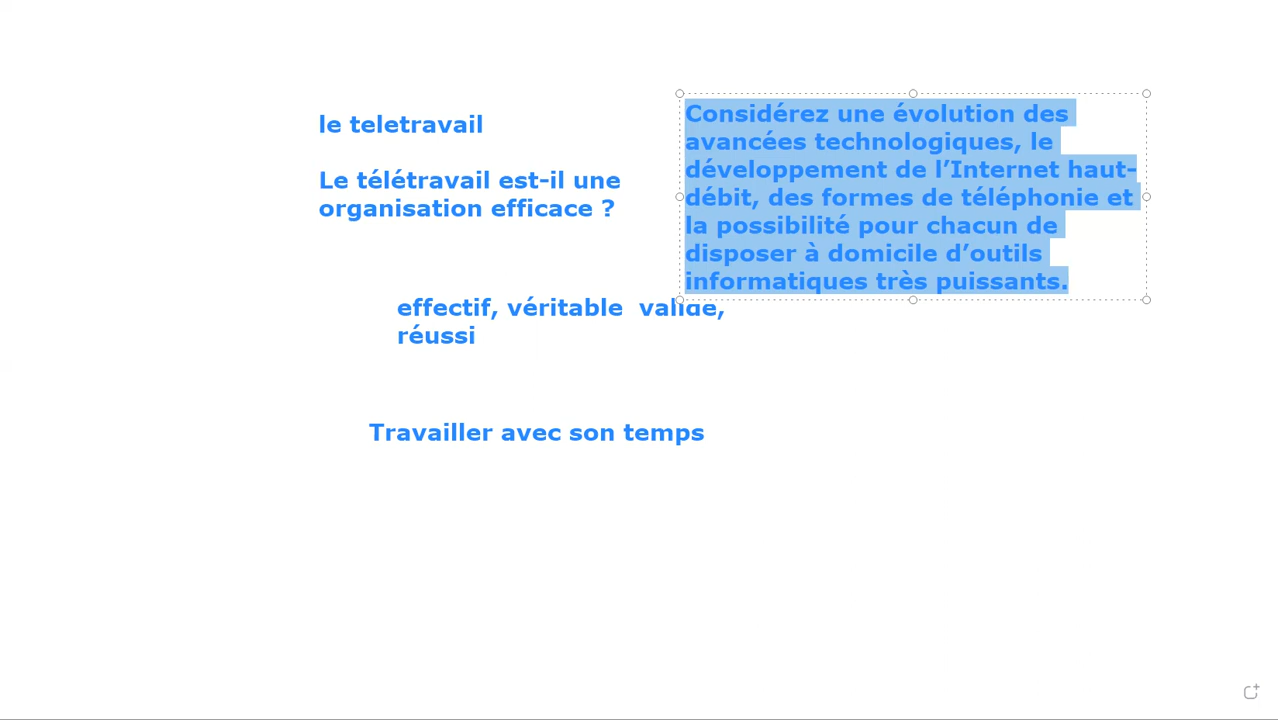 le teletravail
Le télétravail est-il une
organisation efficace ?
Considérez une évolution des
avancées technologiques, le
développement de l’Internet haut-
débit, des formes de téléphonie et
la possibilité pour chacun de
disposer à domicile d’outils
informatiques très puissants.
effectif, véritable valide,
réussi
Travailler avec son temps